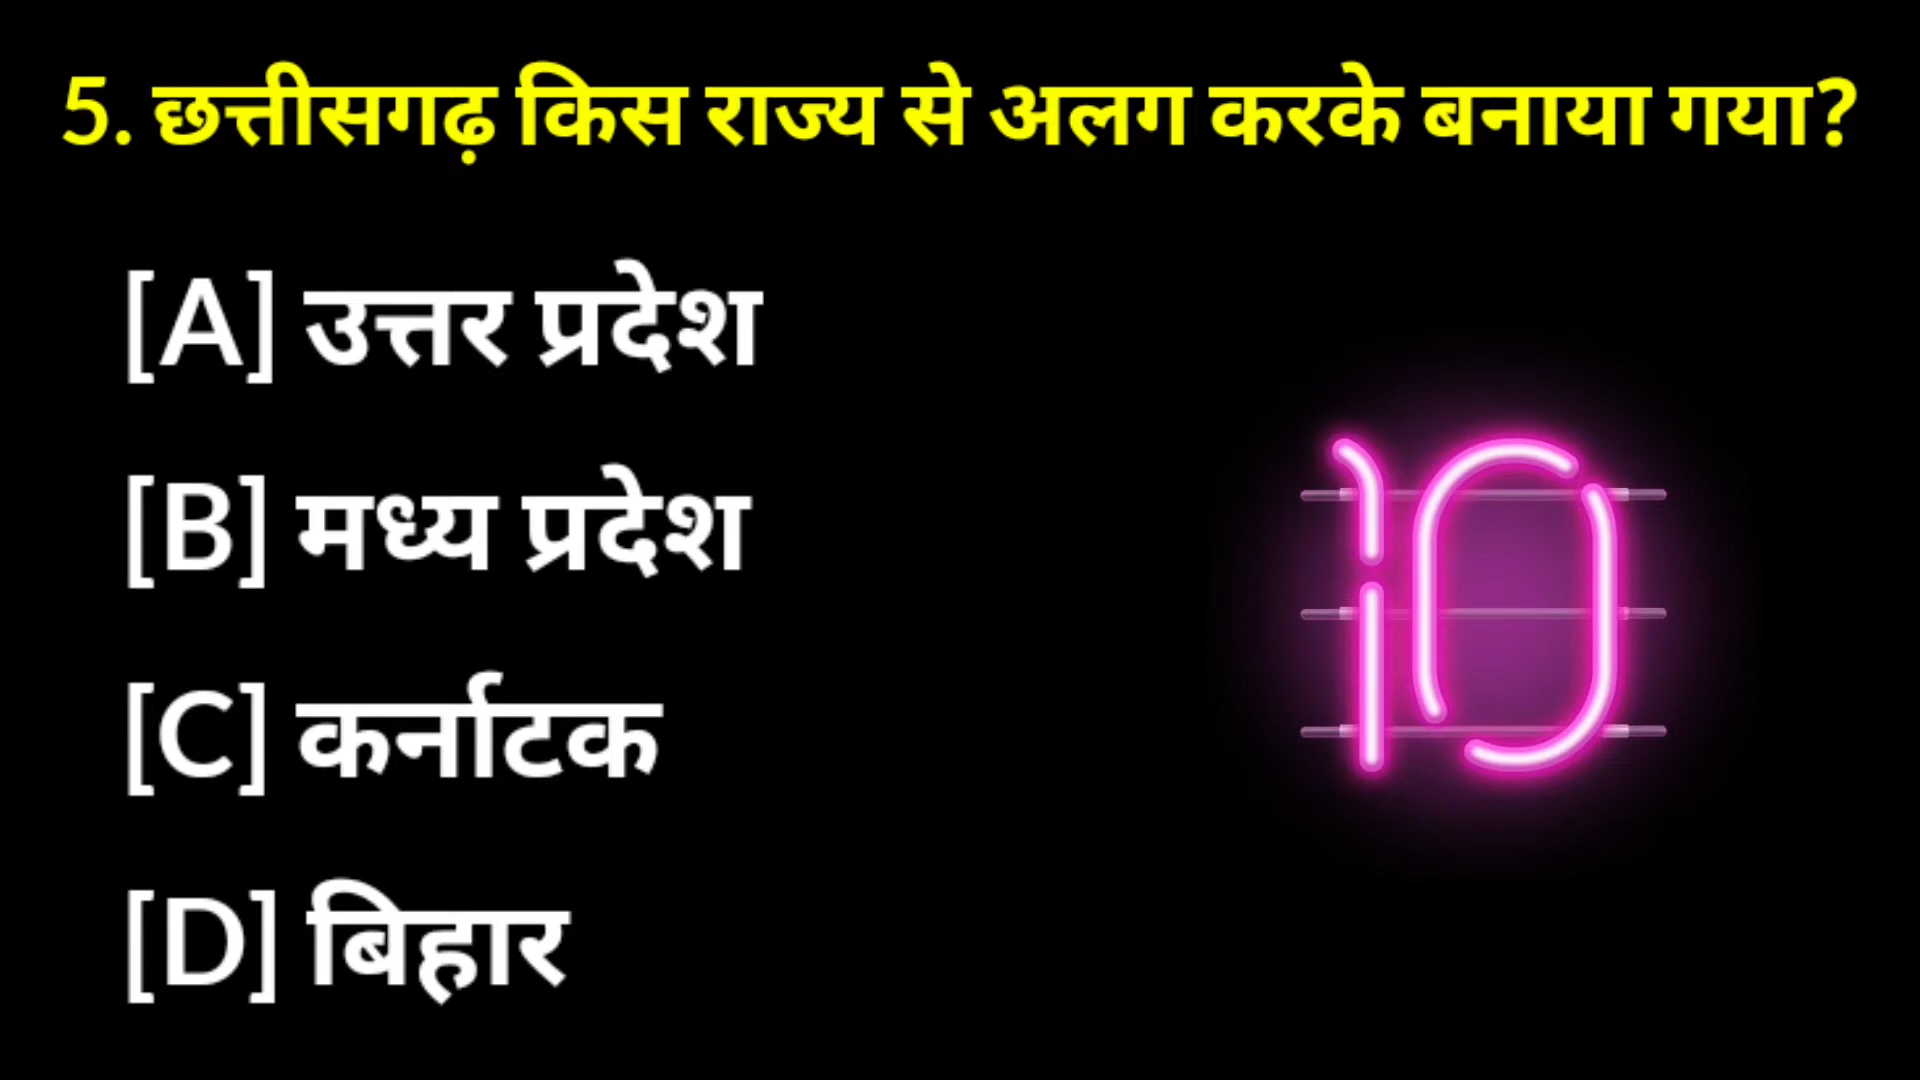 5. छत्तीसगढ़ किस राज्य से अलग करके बनाया गया?
[A] उत्तर प्रदेश
[B] मध्य प्रदेश
[C] कर्नाटक
[D] बिहार
10